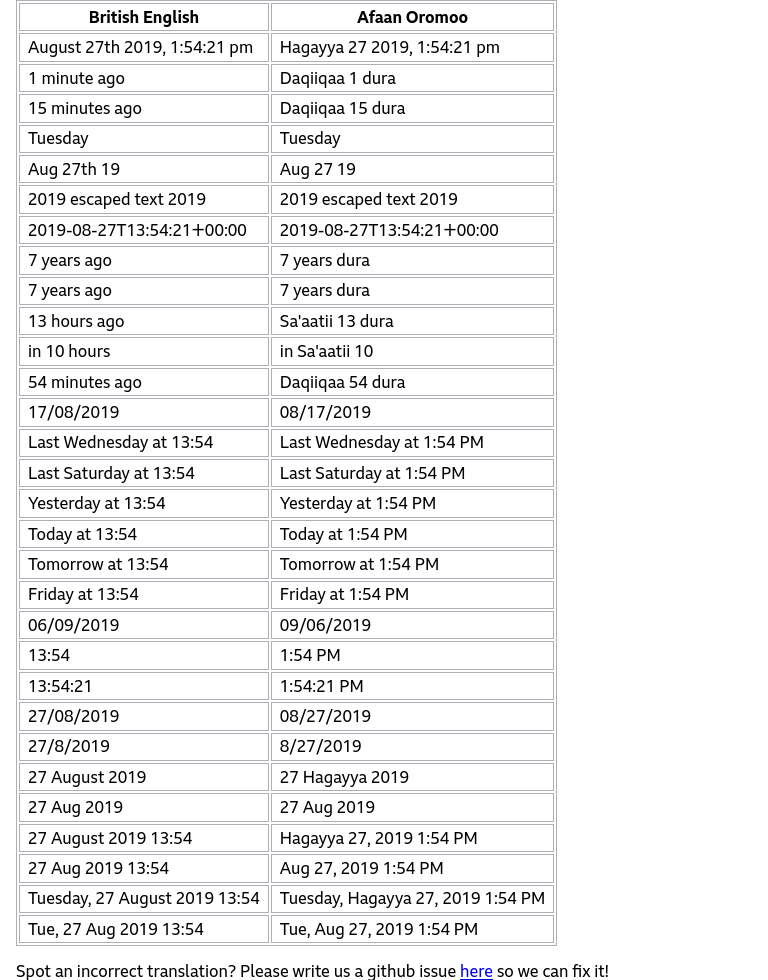 British English Afaan Oromoo
August 27th 2019, 1:54:21 pm Hagayya 27 2019, 1:54:21 pm
1 minute ago Daqiiqaa 1 dura
15 minutes ago Daqiiqaa 15 dura
Tuesday Tuesday
Aug 27th 19 Aug 27 19
2019 escaped text 2019 2019 escaped text 2019
2019-08-27T13:54:21+00:00 2019-08-27T13:54:21+00:00
7 years ago 7 years dura
7 years ago 7 years dura
13 hours ago Sa'aatii 13 dura
in 10 hours in Sa'aatii 10
54 minutes ago Daqiiqaa 54 dura
17/08/2019 08/17/2019
Last Wednesday at 13:54 Last Wednesday at 1:54 PM
Last Saturday at 13:54 Last Saturday at 1:54 PM
Yesterday at 13:54 Yesterday at 1:54 PM
Today at 13:54 Today at 1:54 PM
Tomorrow at 13:54 Tomorrow at 1:54 PM
Friday at 13:54 Friday at 1:54 PM
06/09/2019 09/06/2019
13:54 1:54 PM
13:54:21 1:54:21 PM
27/08/2019 08/27/2019
27/8/2019 8/27/2019
27 August 2019 27 Hagayya 2019
27 Aug 2019 27 Aug 2019
27 August 2019 13:54 Hagayya 27, 2019 1:54 PM
27 Aug 2019 13:54 Aug 27, 2019 1:54 PM
Tuesday, 27 August 2019 13:54 Tuesday, Hagayya 27, 2019 1:54 PM
Tue, 27 Aug 2019 13:54 Tue, Aug 27, 2019 1:54 PM
Spot an incorrect translation? Please write us a github issue here so we can fix it!